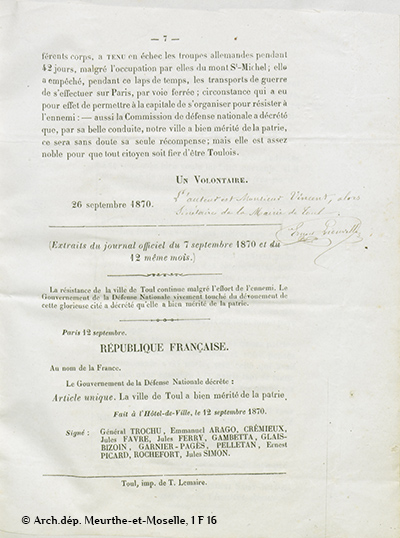 — 7 —
férents corps, a TENU en échec les troupes allemandes pendant
42 jours, malgré l'occupation par elles du mont St-Michel; elle
a empêché, pendant ce laps de temps, les transports de guerre
de s'effectuer sur Paris, par voie ferrée; circonstance qui a eu
pour effet de permettre à la capitale de s'organiser pour résister à
l'ennemi: — aussi la Commission de défense nationale a décrété
que, par sa belle conduite, notre ville a bien mérité de la patrie,
ce sera sans doute sa seule récompense; mais elle est assez
noble pour que tout citoyen soit fier d'être Toulois.
UN VOLONTAIRE.
26 septembre 1870.
L'auteur est Monsieur Vincent, alors
Secrétaire de la Mairie de Toul
(Extraits du journal officiel du 7 septembre 1870 et du
12 même mois.)
La résistance de la ville de Toul continue malgré l'effort de l'ennemi. Le
Gouvernement de la Défense Nationale vivement touché du dévouement de
cette glorieuse cité a décrété qu'elle a bien mérité de la patrie.
Paris 12 septembre.
RÉPUBLIQUE FRANÇAISE.
Au nom de la France.
Le Gouvernement de la Défense Nationale décrète:
Article unique. La ville de Toul a bien mérité de la patrie
Fait à l'Hôtel-de-Ville, le 12 septembre 1870.
Signé: Général TROCHU, Emmanuel ARAGO, CRÉMIEUX,
Jules FAVRE, Jules FERRY, GAMBETTA, GLAIS-
BIZOIN, GARNIER-PAGÈS, PELLETAN, Ernest
PICARD, ROCHEFORT, Jules SIMON.
Toul, imp. de T. Lemaire.
© Arch.dép. Meurthe-et-Moselle, 1 F 16